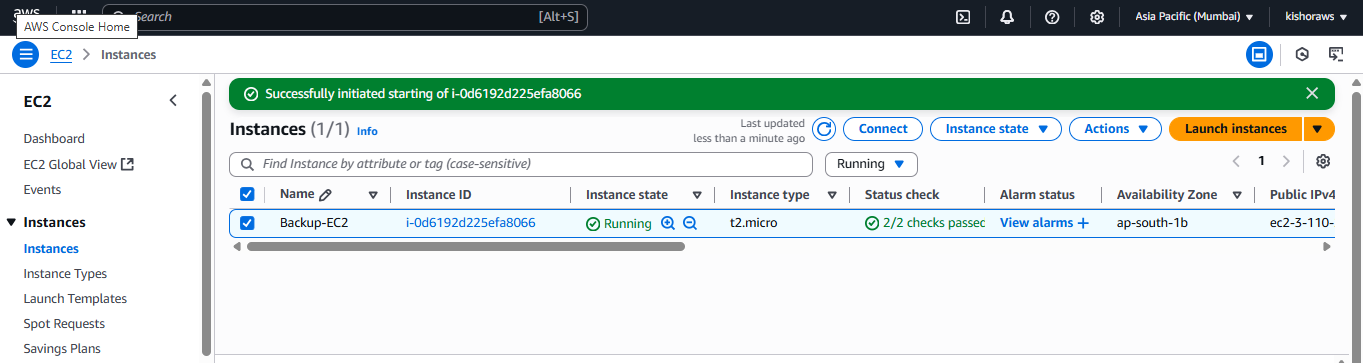 aws
Search
[Alt+S]
Asia Pacific (Mumbai)
kishoraws
AWS Console Home
EC2
Instances
EC2
Dashboard
EC2 Global View
Events
Instances
Instances
Instance Types
Launch Templates
Spot Requests
Savings Plans
Successfully initiated starting of i-0d6192d225efa8066
Instances (1/1) Info
Last updated
less than a minute ago
Connect
Instance state
Actions
Launch instances
Find Instance by attribute or tag (case-sensitive)
Running
1
Name Instance ID Instance state Instance type Status check Alarm status Availability Zone Public IPv4
Backup-EC2 i-0d6192d225efa8066 Running t2.micro 2/2 checks passed View alarms + ap-south-1b ec2-3-110-